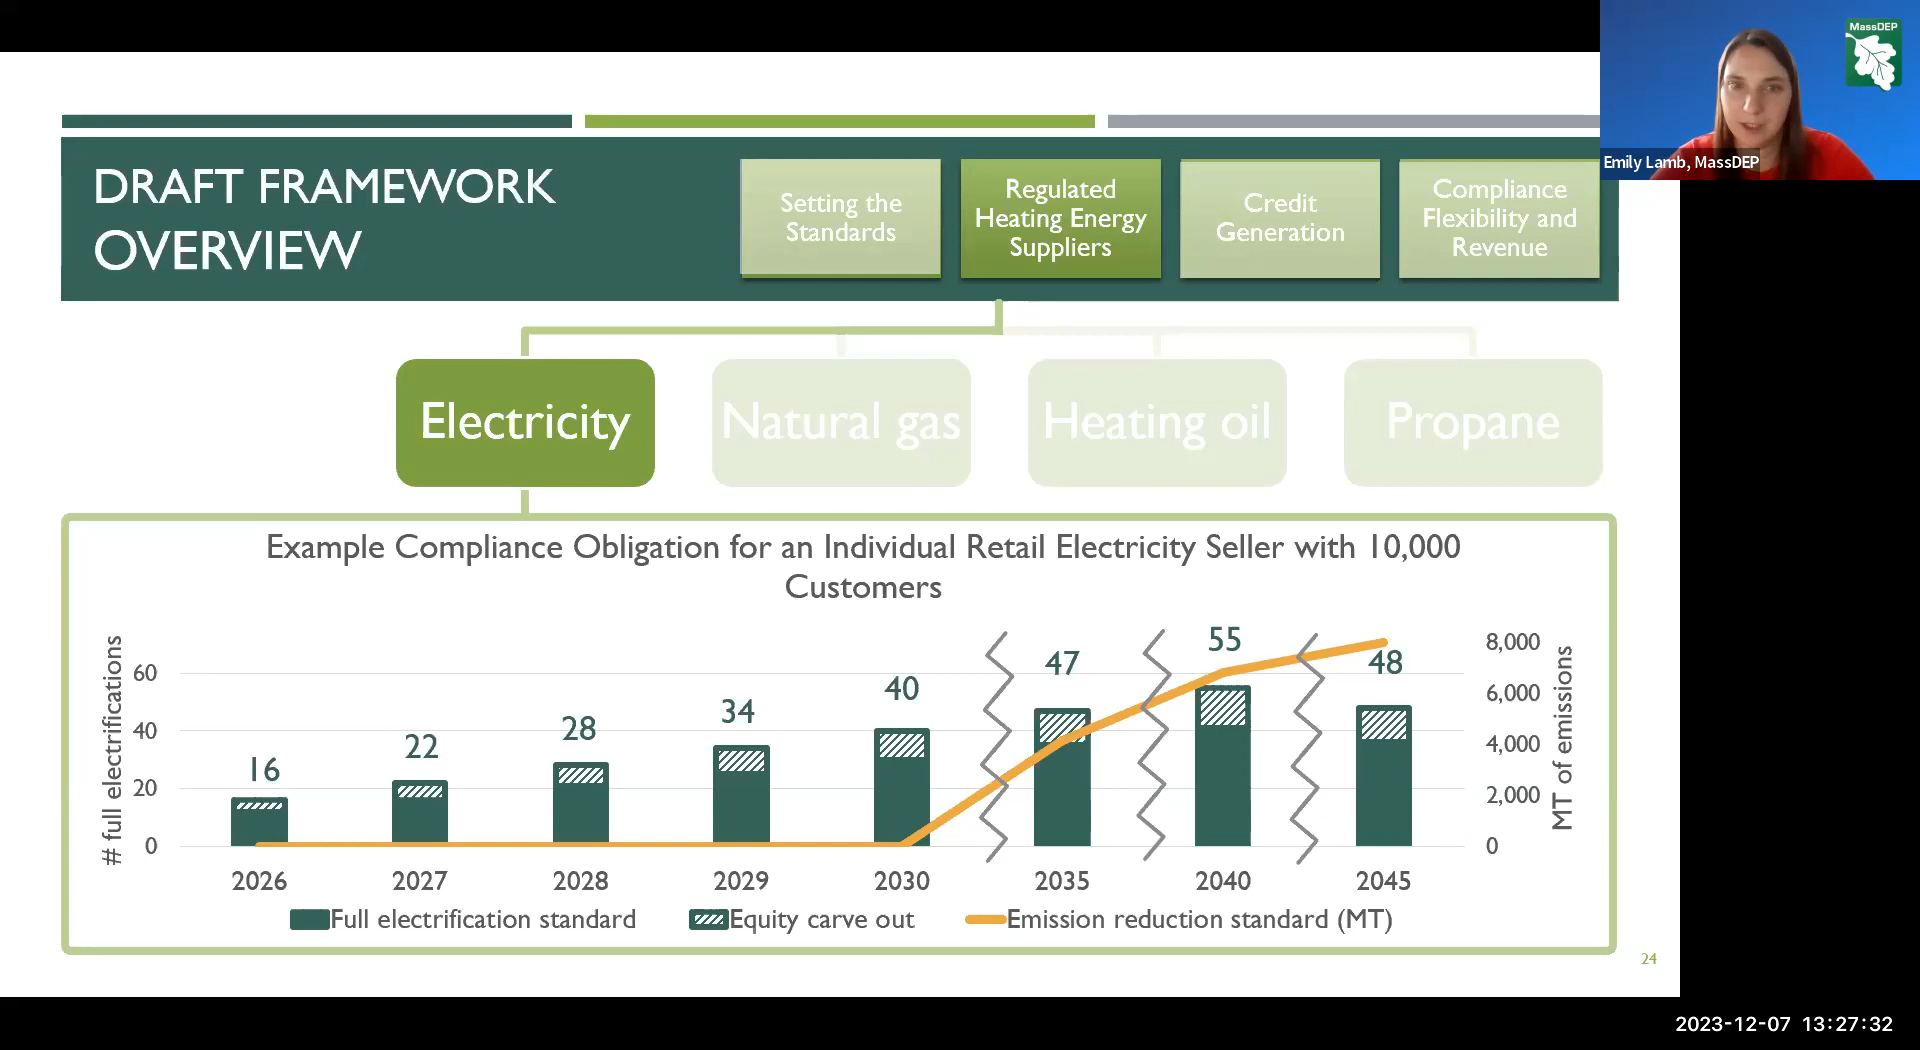 MassDEP
Emily Lamb, MassDEP
DRAFT FRAMEWORK
OVERVIEW
Setting the
Standards
Regulated
Heating Energy
Suppliers
Credit
Generation
Compliance
Flexibility and
Revenue
Electricity
Natural gas
Heating oil
Propane
Example Compliance Obligation for an Individual Retail Electricity Seller with 10,000
Customers
# full electrifications
60
40
20
0
16
22
28
34
40
47
55
48
8,000
6,000
4,000
2,000
0
MT of emissions
2026
2027
2028
2029
2030
2035
2040
2045
Full electrification standard
Equity carve out
Emission reduction standard (MT)
24
2023-12-07 13:27:32